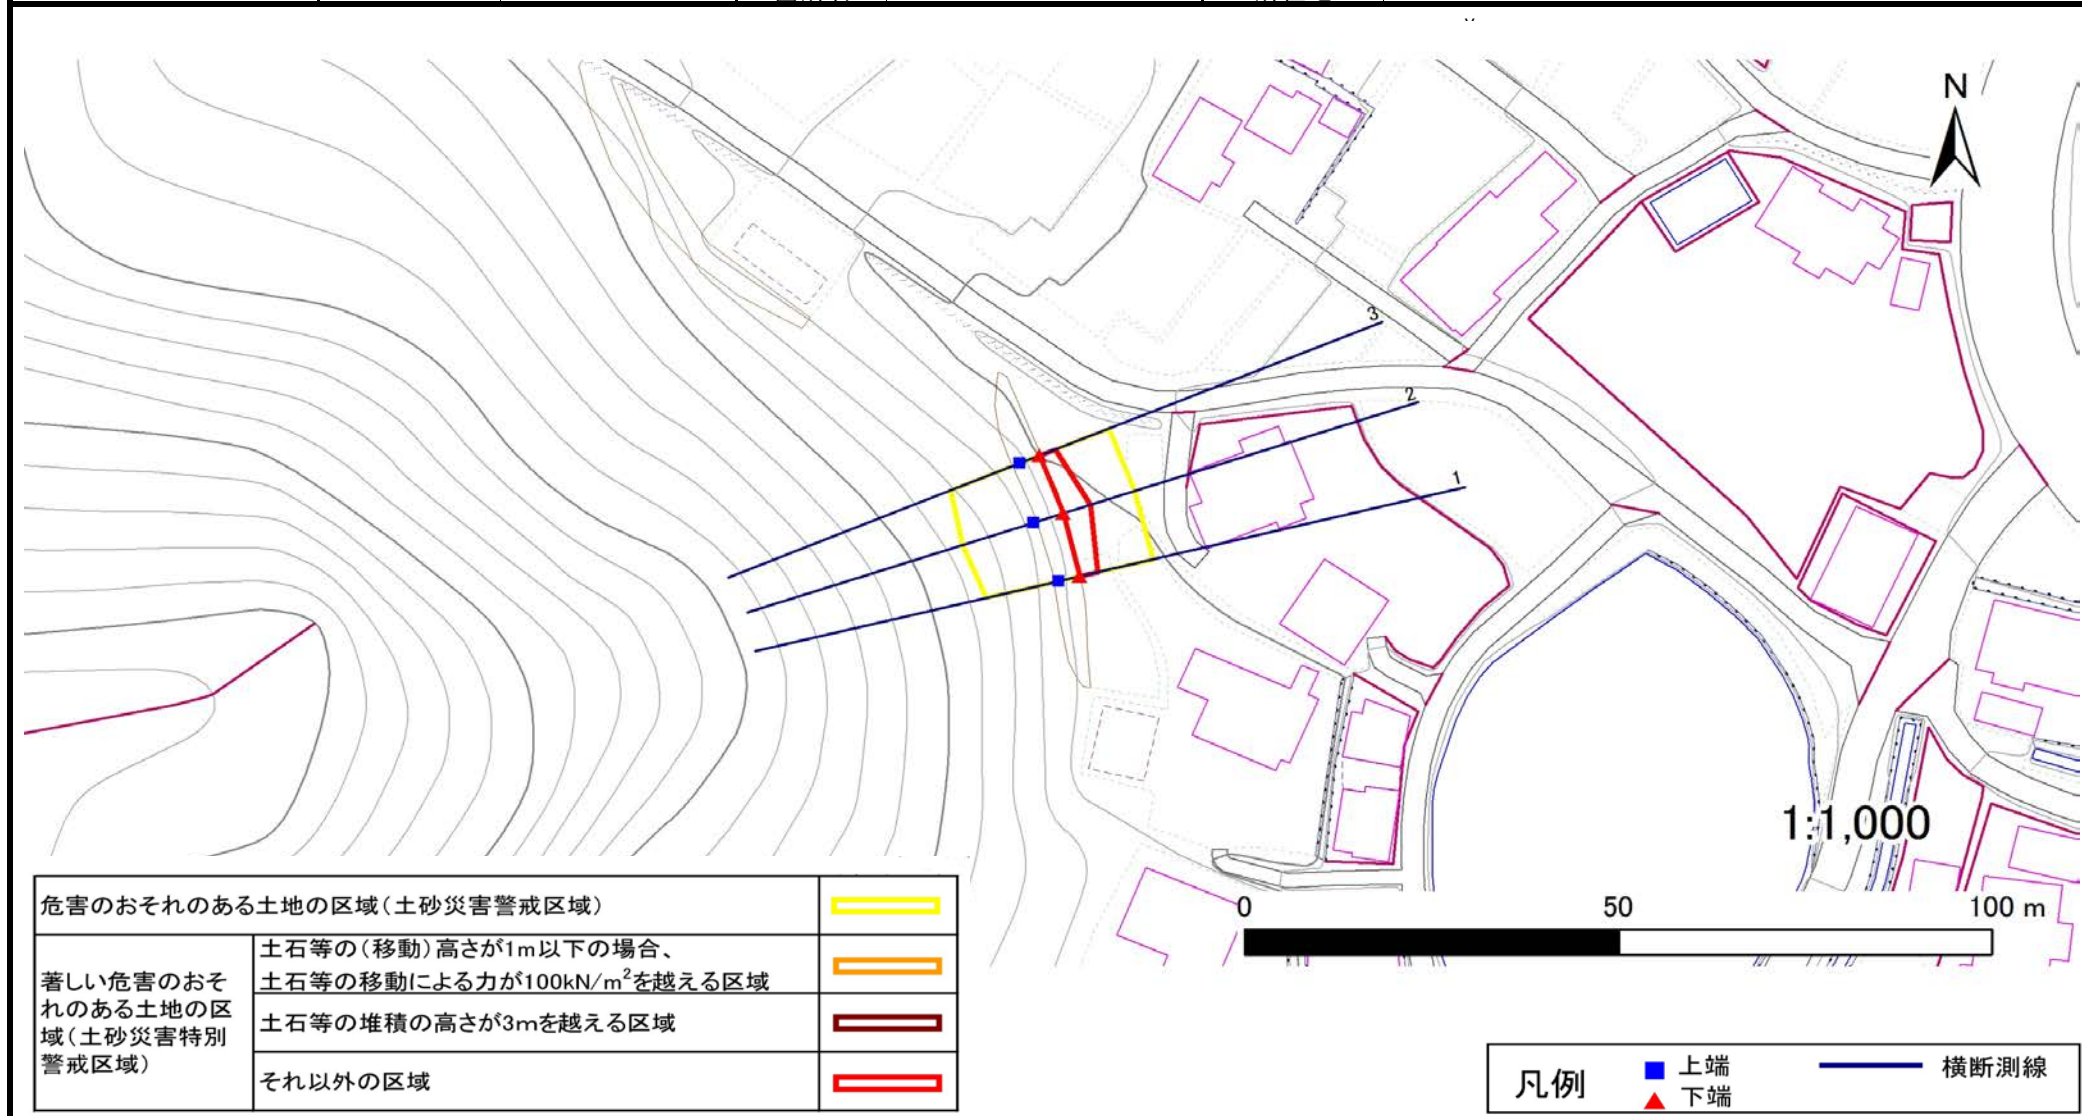 N
3
2
1
1:1,000
0 50 100 m
危害のおそれのある土地の区域(土砂災害警戒区域)
著しい危害のおそ
れのある土地の区
域(土砂災害特別
警戒区域)
土石等の(移動)高さが1m以下の場合、
土石等の移動による力が100kN/m²を越える区域
土石等の堆積の高さが3mを越える区域
それ以外の区域
凡例
上端
下端
横断測線